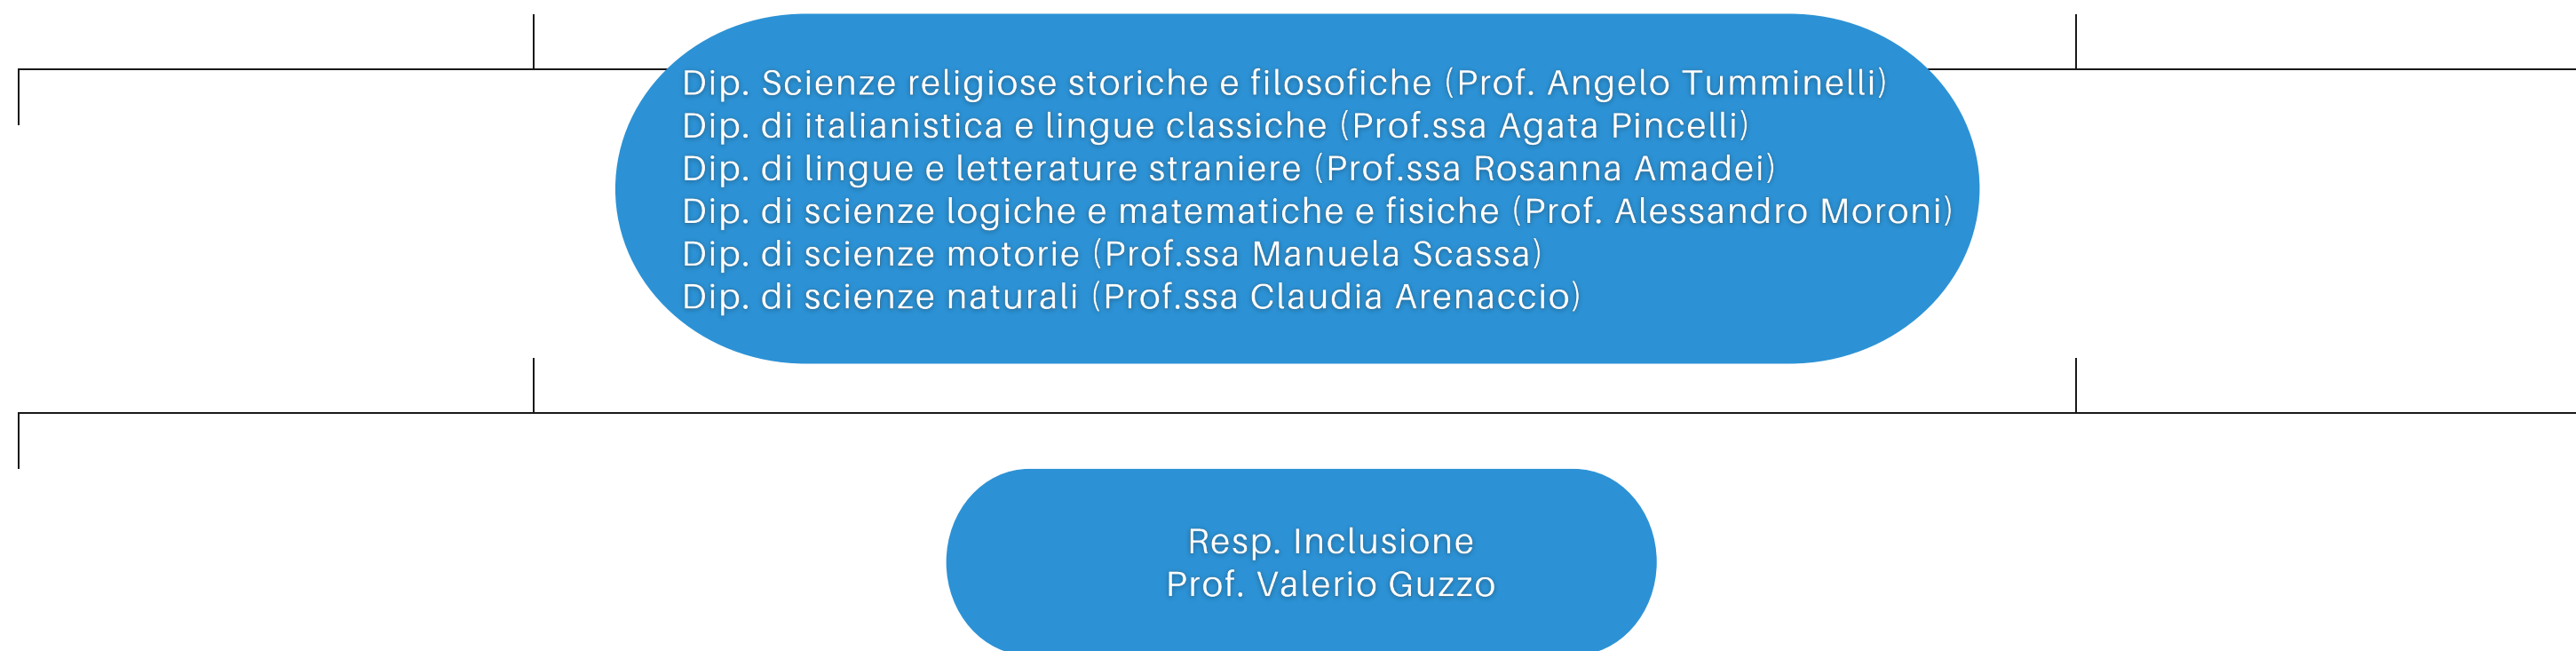 Dip. Scienze religiose storiche e filosofiche (Prof. Angelo Tumminelli)
Dip. di italianistica e lingue classiche (Prof.ssa Agata Pincelli)
Dip. di lingue e letterature straniere (Prof.ssa Rosanna Amadei)
Dip. di scienze logiche e matematiche e fisiche (Prof. Alessandro Moroni)
Dip. di scienze motorie (Prof.ssa Manuela Scassa)
Dip. di scienze naturali (Prof.ssa Claudia Arenaccio)
Resp. Inclusione
Prof. Valerio Guzzo